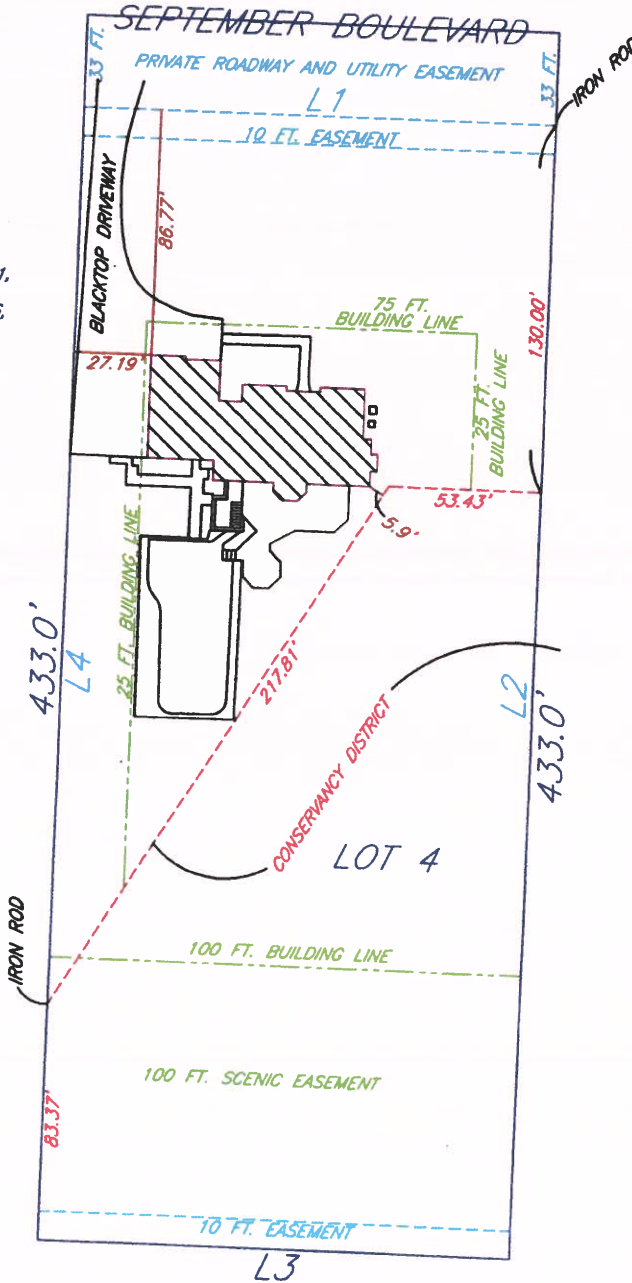 SEPTEMBER BOULEVARD
33 FT.
PRIVATE ROADWAY AND UTILITY EASEMENT
33 FT.
IRON ROD
L1
10 FT. EASEMENT
BLACKTOP DRIVEWAY
86.77'
75 FT.
BUILDING LINE
130.00'
27.19'
25 FT.
BUILDING LINE
53.43'
5.9'
25 FT. BUILDING LINE
433.0'
L4
217.81'
L2
433.0'
CONSERVANCY DISTRICT
LOT 4
IRON ROD
100 FT. BUILDING LINE
100 FT. SCENIC EASEMENT
83.37'
10 FT. EASEMENT
L3